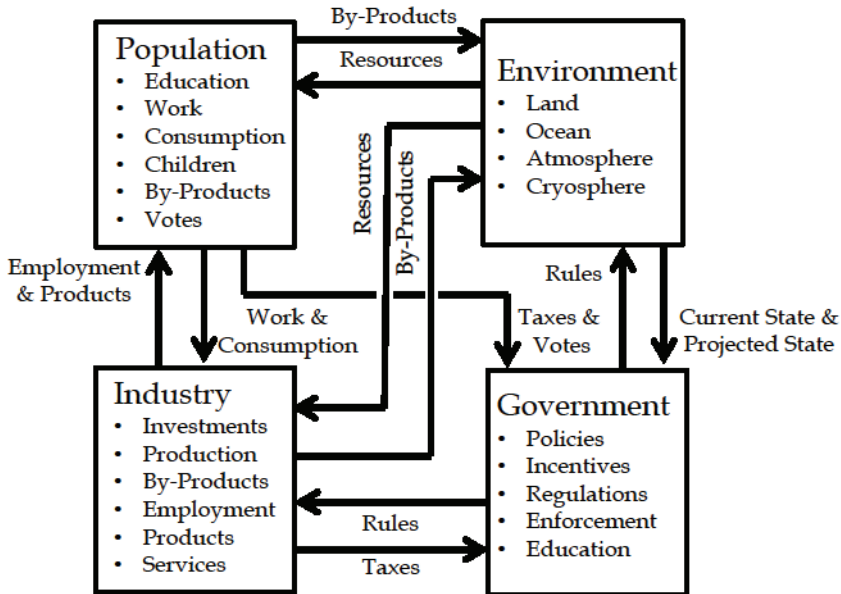 By-Products
Population
• Education
• Work
• Consumption
• Children
• By-Products
• Votes
Resources
Environment
• Land
• Ocean
• Atmosphere
• Cryosphere
Resources
By-Products
Employment
& Products
Work &
Consumption
Taxes &
Votes
Rules
Current State &
Projected State
Industry
• Investments
• Production
• By-Products
• Employment
• Products
• Services
Government
• Policies
• Incentives
• Regulations
• Enforcement
• Education
Rules
Taxes